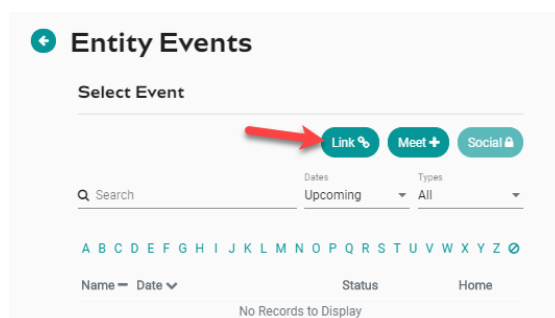 Entity Events
Select Event
Link Meet Social
Dates Types
Search Upcoming All
A B C D E F G H I J K L M N O P Q R S T U V W X Y Z
Name Date Status Home
No Records to Display